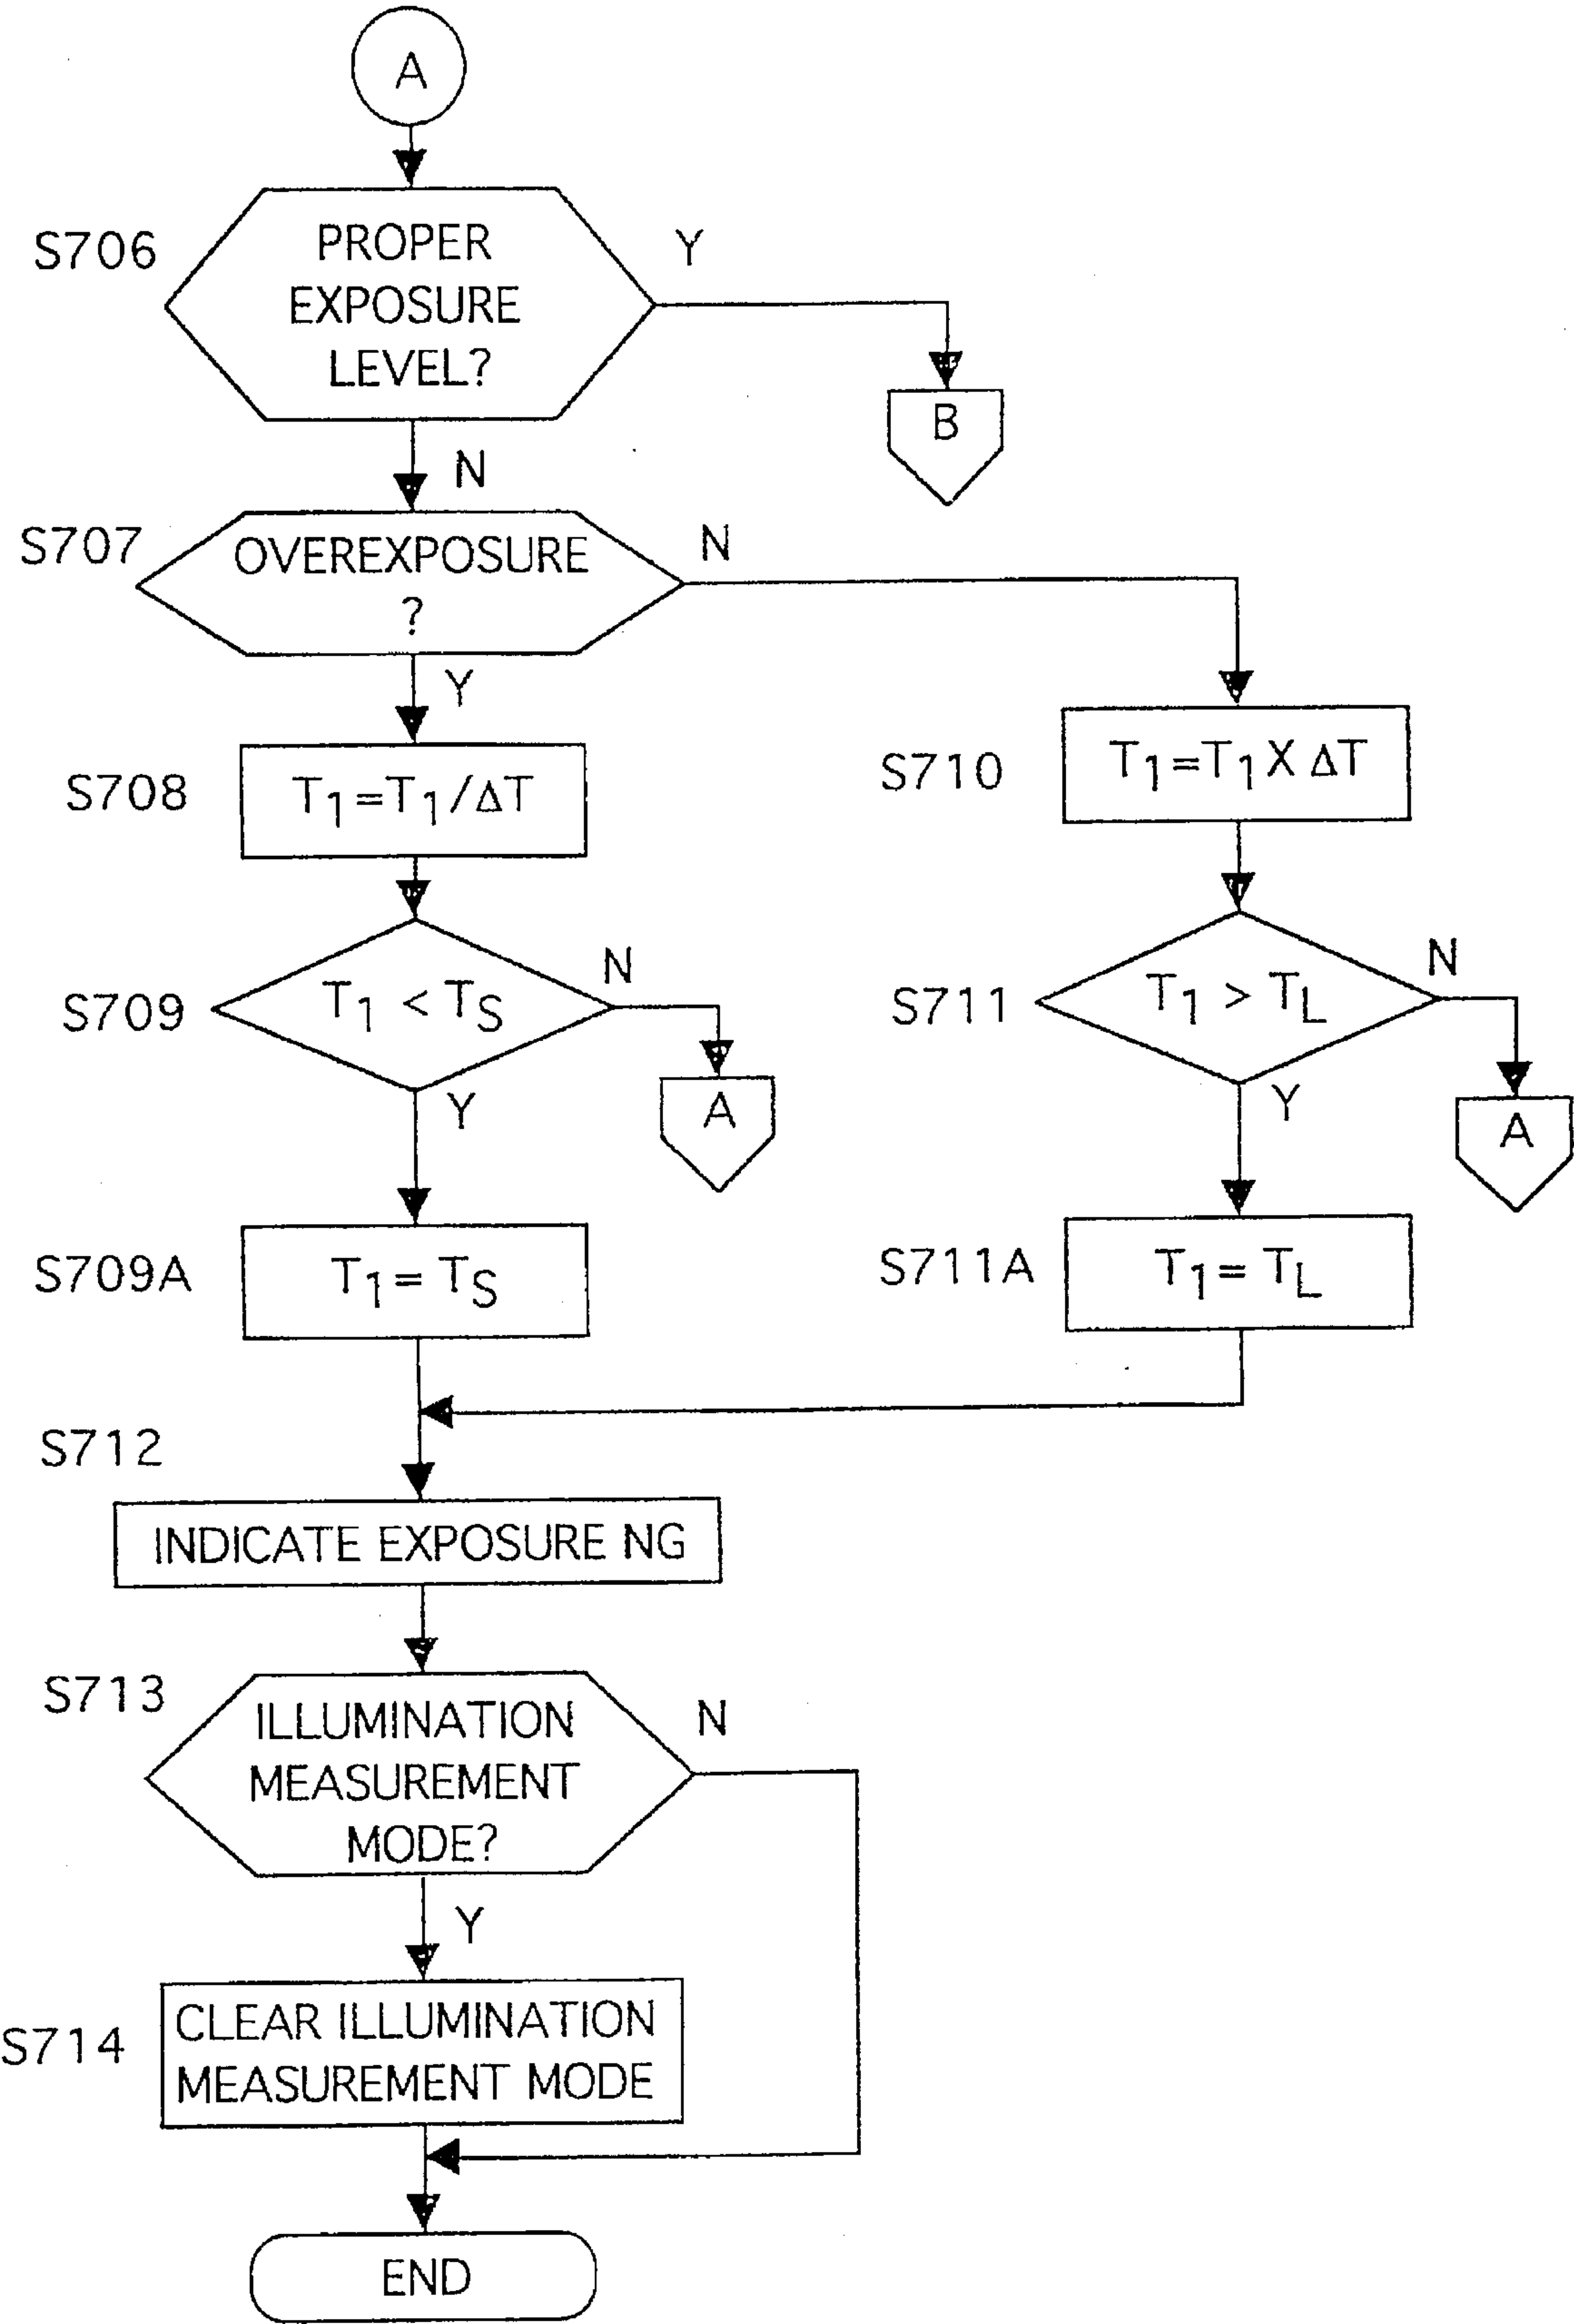 A
S706
PROPER
EXPOSURE
LEVEL?
Y
B
N
S707
OVEREXPOSURE
?
N
Y
S708
T1=T1/ΔT
S710
T1=T1XΔT
S709
T1 < TS
N
A
Y
S711
T1 > TL
N
A
Y
S709A
T1= TS
S711A
T1= TL
S712
INDICATE EXPOSURE NG
S713
ILLUMINATION
MEASUREMENT
MODE?
N
Y
S714
CLEAR ILLUMINATION
MEASUREMENT MODE
END